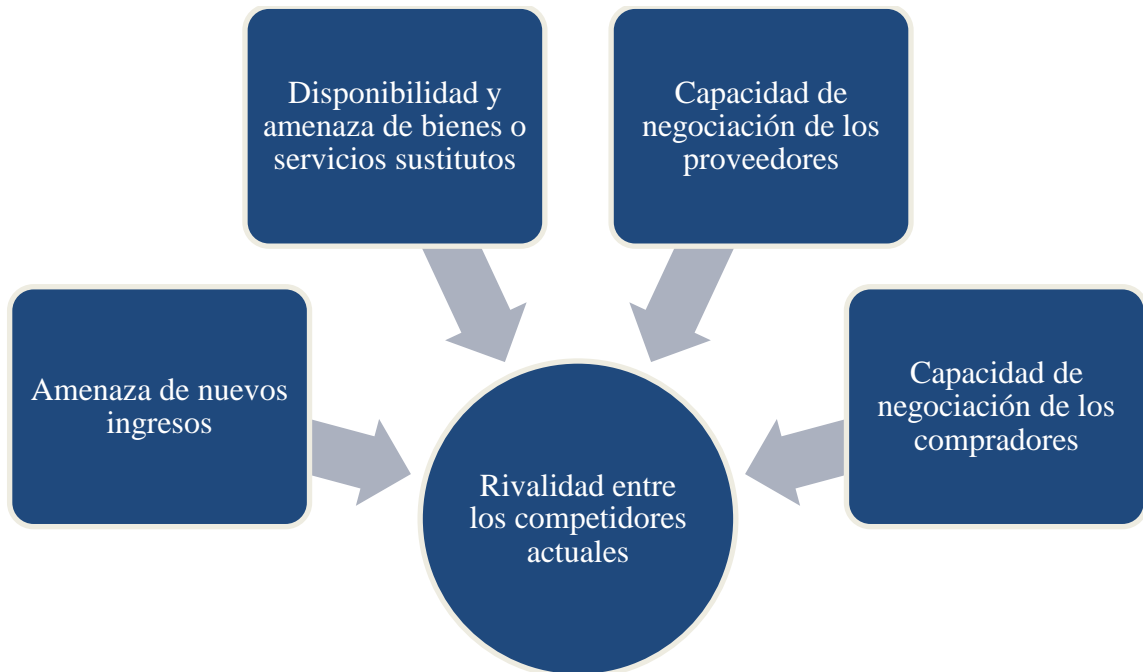 Disponibilidad y
amenaza de bienes o
servicios sustitutos
Capacidad de
negociación de los
proveedores
Amenaza de nuevos
ingresos
Capacidad de
negociación de los
compradores
Rivalidad entre
los competidores
actuales